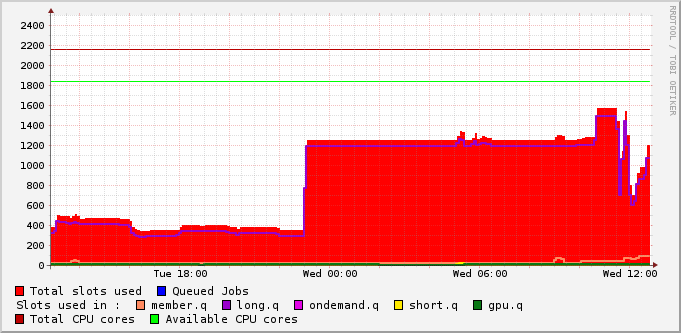 RRDTOOL / TOBI OETIKER
2400
2200
2000
1800
1600
1400
1200
1000
800
600
400
200
0
Tue 18:00 Wed 00:00 Wed 06:00 Wed 12:00
Total slots used Queued Jobs
Slots used in : member.q long.q ondemand.q short.q gpu.q
Total CPU cores Available CPU cores